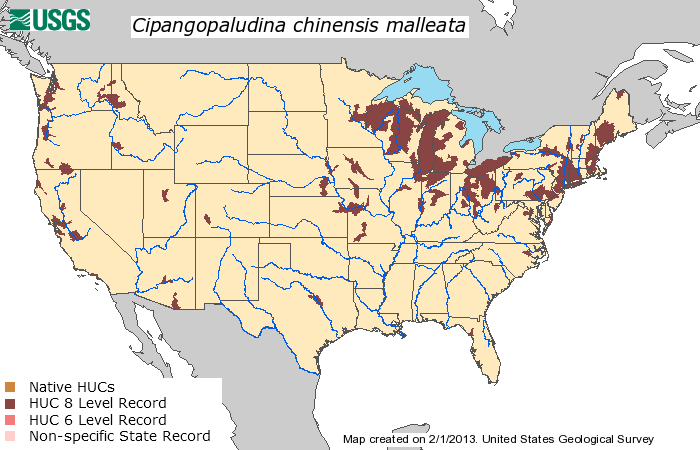 USGS
Cipangopaludina chinensis malleata
Native HUCs
HUC 8 Level Record
HUC 6 Level Record
Non-specific State Record
Map created on 2/1/2013. United States Geological Survey